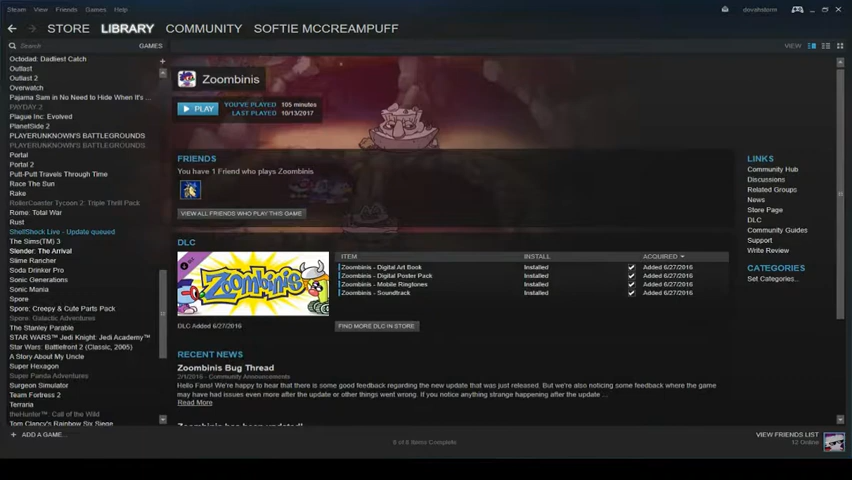 Steam View Friends Games Help dovahstorm
STORE LIBRARY COMMUNITY SOFTIE MCCREAMPUFF
Search GAMES VIEW
Octodad: Dadliest Catch
Outlast
Outlast 2
Overwatch
Pajama Sam in No Need to Hide When It's ...
PAYDAY 2
Plague Inc: Evolved
PlanetSide 2
PLAYERUNKNOWN'S BATTLEGROUNDS
PLAYERUNKNOWN'S BATTLEGROUNDS
Portal
Portal 2
Putt-Putt Travels Through Time
Race The Sun
Rake
RollerCoaster Tycoon 2: Triple Thrill Pack
Rome: Total War
Rust
ShellShock Live - Update queued
The Sims(TM) 3
Slender: The Arrival
Slime Rancher
Soda Drinker Pro
Sonic Generations
Sonic Mania
Spore
Spore: Creepy & Cute Parts Pack
Spore: Galactic Adventures
The Stanley Parable
STAR WARS™ Jedi Knight: Jedi Academy™
Star Wars: Battlefront 2 (Classic, 2005)
A Story About My Uncle
Super Hexagon
Super Panda Adventures
Surgeon Simulator
Team Fortress 2
Terraria
theHunter™: Call of the Wild
Tom Clancy's Rainbow Six Siege
+ ADD A GAME...
Zoombinis
PLAY YOU'VE PLAYED 105 minutes
LAST PLAYED 10/13/2017
FRIENDS
You have 1 Friend who plays Zoombinis
VIEW ALL FRIENDS WHO PLAY THIS GAME
DLC
DLC
Zoombinis
DLC Added 6/27/2016
ITEM INSTALL ACQUIRED
Zoombinis - Digital Art Book Installed Added 6/27/2016
Zoombinis - Digital Poster Pack Installed Added 6/27/2016
Zoombinis - Mobile Ringtones Installed Added 6/27/2016
Zoombinis - Soundtrack Installed Added 6/27/2016
FIND MORE DLC IN STORE
RECENT NEWS
Zoombinis Bug Thread
2/1/2016 - Community Announcements
Hello Fans! We're happy to hear that there is some good feedback regarding the new update that was just released. But we're also noticing some feedback where the game
may have had issues even more after the update or other things went wrong. If you notice anything strange happening after the update ...
Read More
Zoombinis has been updated!
LINKS
Community Hub
Discussions
Related Groups
News
Store Page
DLC
Community Guides
Support
Write Review
CATEGORIES
Set Categories...
VIEW FRIENDS LIST
12 Online